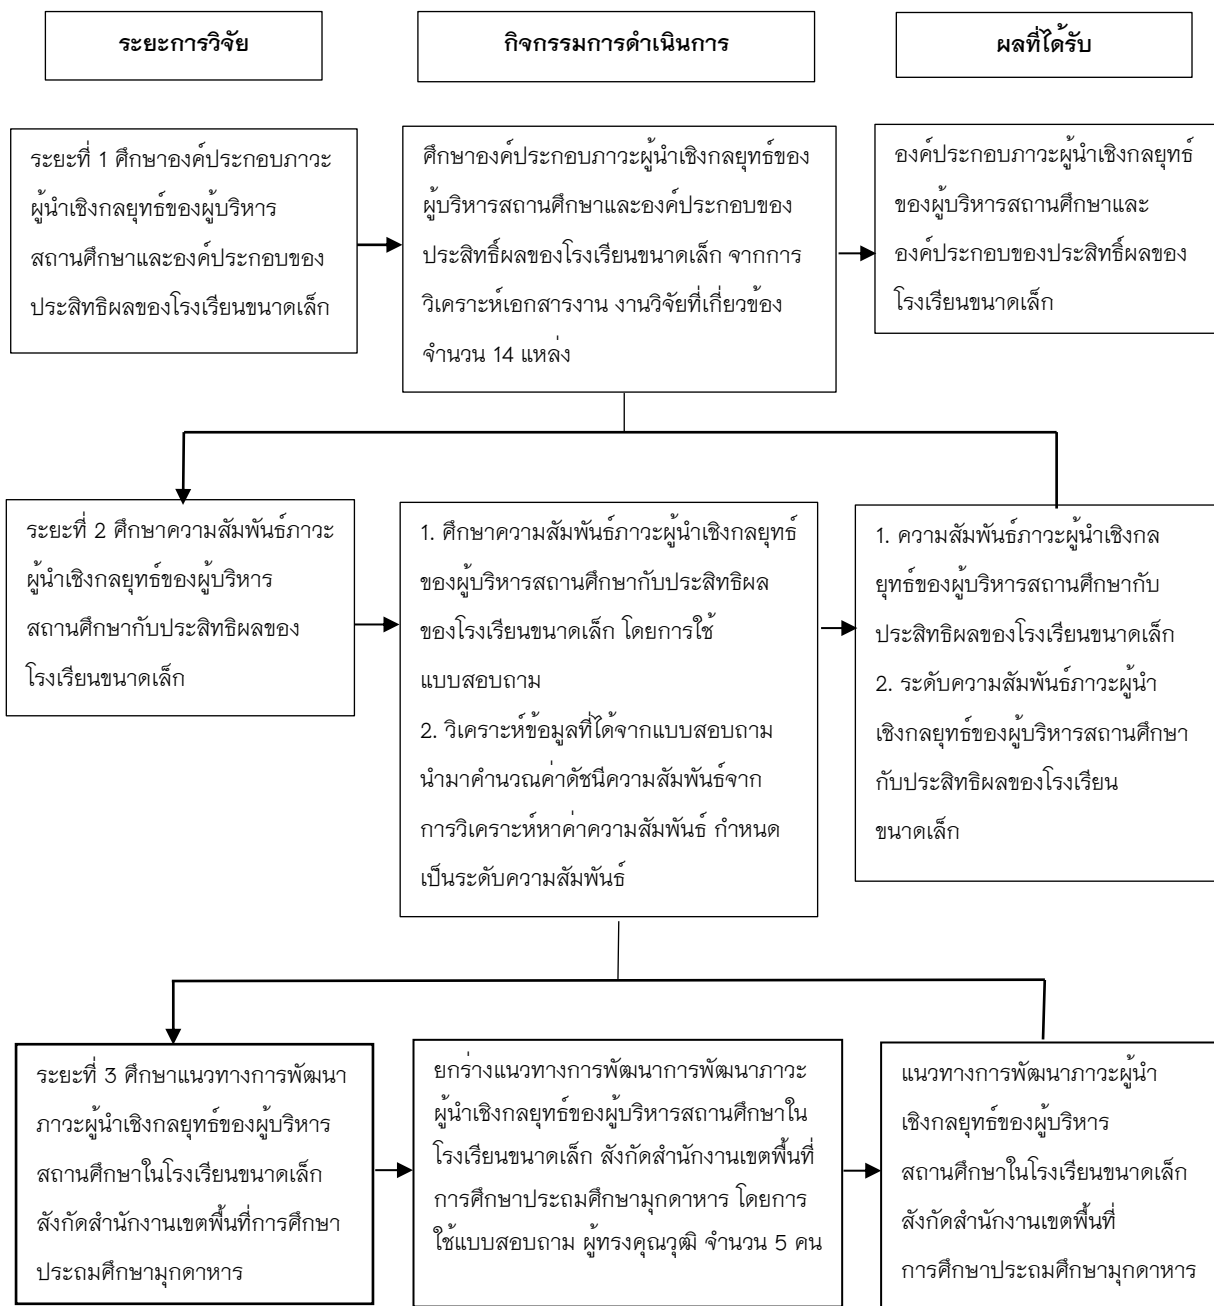 ระยะการวิจัย
กิจกรรมการดำเนินการ
ผลที่ได้รับ
ระยะที่ 1 ศึกษาองค์ประกอบภาวะ
ผู้นำเชิงกลยุทธ์ของผู้บริหาร
สถานศึกษาและองค์ประกอบของ
ประสิทธิผลของโรงเรียนขนาดเล็ก
ศึกษาองค์ประกอบภาวะผู้นำเชิงกลยุทธ์ของ
ผู้บริหารสถานศึกษาและองค์ประกอบของ
ประสิทธิ์ผลของโรงเรียนขนาดเล็ก จากการ
วิเคราะห์เอกสารงาน งานวิจัยที่เกี่ยวข้อง
จำนวน 14 แหล่ง
องค์ประกอบภาวะผู้นำเชิงกลยุทธ์
ของผู้บริหารสถานศึกษาและ
องค์ประกอบของประสิทธิ์ผลของ
โรงเรียนขนาดเล็ก
ระยะที่ 2 ศึกษาความสัมพันธ์ภาวะ
ผู้นำเชิงกลยุทธ์ของผู้บริหาร
สถานศึกษากับประสิทธิผลของ
โรงเรียนขนาดเล็ก
1. ศึกษาความสัมพันธ์ภาวะผู้นำเชิงกลยุทธ์
ของผู้บริหารสถานศึกษากับประสิทธิผล
ของโรงเรียนขนาดเล็ก โดยการใช้
แบบสอบถาม
2. วิเคราะห์ข้อมูลที่ได้จากแบบสอบถาม
นำมาคำนวณค่าดัชนีความสัมพันธ์จาก
การวิเคราะห์หาค่าความสัมพันธ์ กำหนด
เป็นระดับความสัมพันธ์
1. ความสัมพันธ์ภาวะผู้นำเชิงกล
ยุทธ์ของผู้บริหารสถานศึกษากับ
ประสิทธิผลของโรงเรียนขนาดเล็ก
2. ระดับความสัมพันธ์ภาวะผู้นำ
เชิงกลยุทธ์ของผู้บริหารสถานศึกษา
กับประสิทธิผลของโรงเรียน
ขนาดเล็ก
ระยะที่ 3 ศึกษาแนวทางการพัฒนา
ภาวะผู้นำเชิงกลยุทธ์ของผู้บริหาร
สถานศึกษาในโรงเรียนขนาดเล็ก
สังกัดสำนักงานเขตพื้นที่การศึกษา
ประถมศึกษามุกดาหาร
ยกร่างแนวทางการพัฒนาการพัฒนาภาวะ
ผู้นำเชิงกลยุทธ์ของผู้บริหารสถานศึกษาใน
โรงเรียนขนาดเล็ก สังกัดสำนักงานเขตพื้นที่
การศึกษาประถมศึกษามุกดาหาร โดยการ
ใช้แบบสอบถาม ผู้ทรงคุณวุฒิ จำนวน 5 คน
แนวทางการพัฒนาภาวะผู้นำ
เชิงกลยุทธ์ของผู้บริหาร
สถานศึกษาในโรงเรียนขนาดเล็ก
สังกัดสำนักงานเขตพื้นที่
การศึกษาประถมศึกษามุกดาหาร